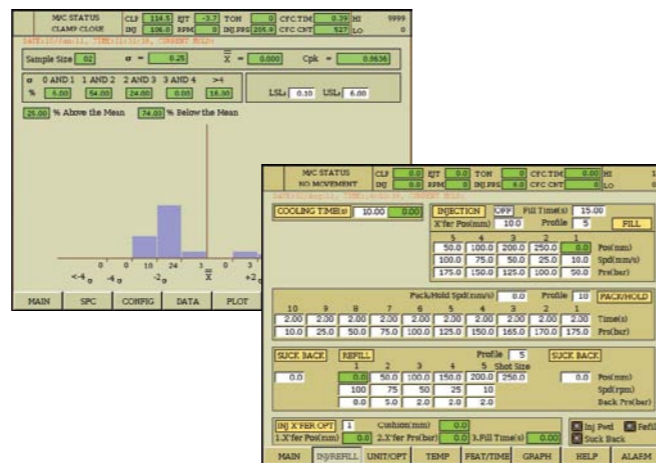 M/C STATUS CLP 114.5 EJT -3.7 TON 0 CYC.TIM 0.39 HI 9999
CLAMP CLOSE INJ 106.0 RPM 0 INJ.PRS 205.9 CYC CNT 527 LO 0
Sample Size 02 σ = 0.25 X = 0.000 Cpk = 0.9636
σ 0 AND 1 1 AND 2 2 AND 3 3 AND 4 >4
% 6.00 54.00 24.00 0.00 16.00 LSL: 0.10 USL: 6.00
25.00 % Above the Mean 74.00 % Below the Mean
0 0 10 24 3 0 3
<-4σ -4σ -2σ X +2σ
MAIN SPC CONFIG DATA PLOT
M/C STATUS CLP 0.0 EJT 0.0 TON 0 CYC.TIM 0.00 HI 1
NO MOVEMENT INJ 0.0 RPM 0.0 INJ.PRS 6.0 CYC CNT 0 LO 0
COOLING TIME(s) 10.00 0.00 INJECTION OFF Fill Time(s) 15.00
X'fer Pos(mm) 10.0 Profile 5 FILL
5 4 3 2 1
50.0 100.0 200.0 250.0 0.0 Pos(mm)
100.0 75.0 50.0 25.0 10.0 Spd(mm/s)
175.0 150.0 125.0 100.0 50.0 Prs(bar)
Pack/Hold Spd(mm/s) 0.0 Profile 10 PACK/HOLD
10 9 8 7 6 5 4 3 2 1
2.00 2.00 2.00 2.00 2.00 2.00 2.00 2.00 2.00 2.00 Time(s)
10.0 25.0 50.0 75.0 100.0 125.0 150.0 165.0 170.0 175.0 Prs(bar)
SUCK BACK REFILL Profile 5 SUCK BACK
1 2 3 4 5 Shot Size
0.0 0.0 50.0 100.0 150.0 200.0 250.0 0.0 Pos(mm)
100 75 50 25 10 Spd(rpm)
0.0 5.0 2.0 2.0 2.0 Back Prs(bar)
INJ X'FER OPT 1 Cushion(mm) 0.0 Inj Fwd Refill
1.X'fer Pos(mm) 0.0 2.X'fer Prs(bar) 0.0 3.Fill Time(s) 0.00 Suck Back
MAIN INJ/REFILL UNIT/OPT TEMP FEAT/TIME GRAPH HELP ALARM